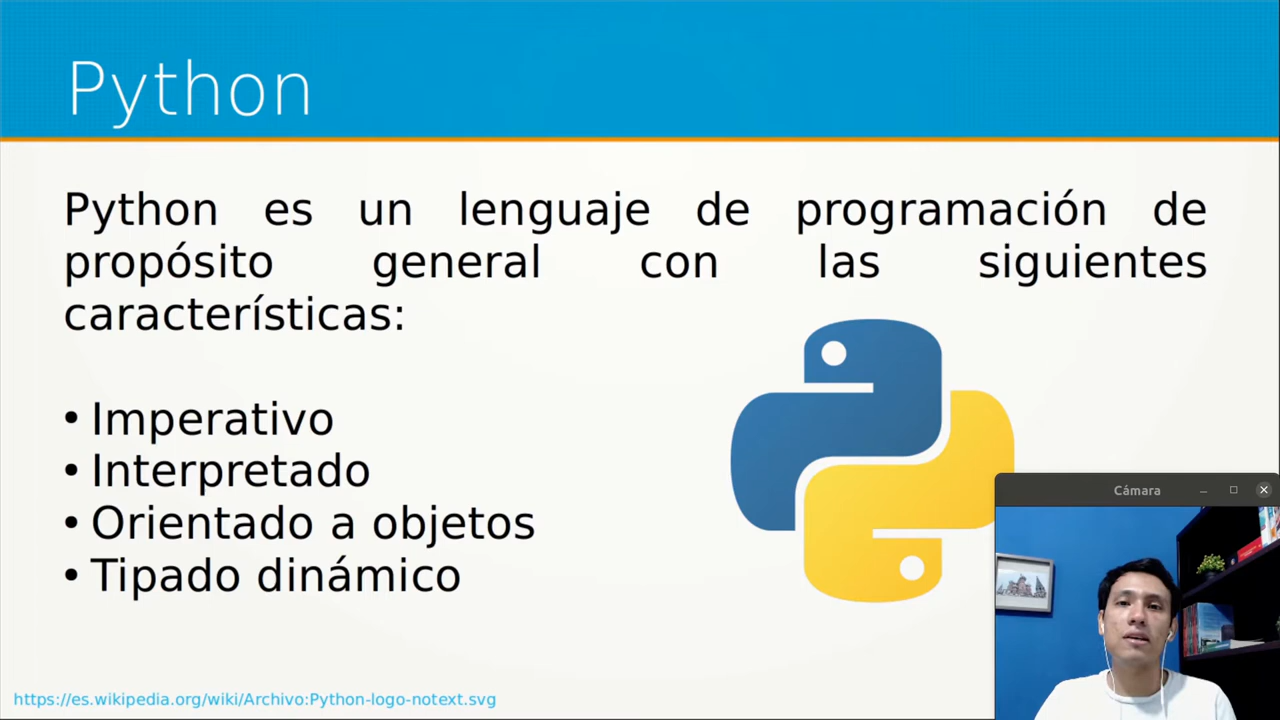 Python
Python es un lenguaje de programación de
propósito general con las siguientes
características:
• Imperativo
• Interpretado
• Orientado a objetos
• Tipado dinámico
Cámara
https://es.wikipedia.org/wiki/Archivo:Python-logo-notext.svg